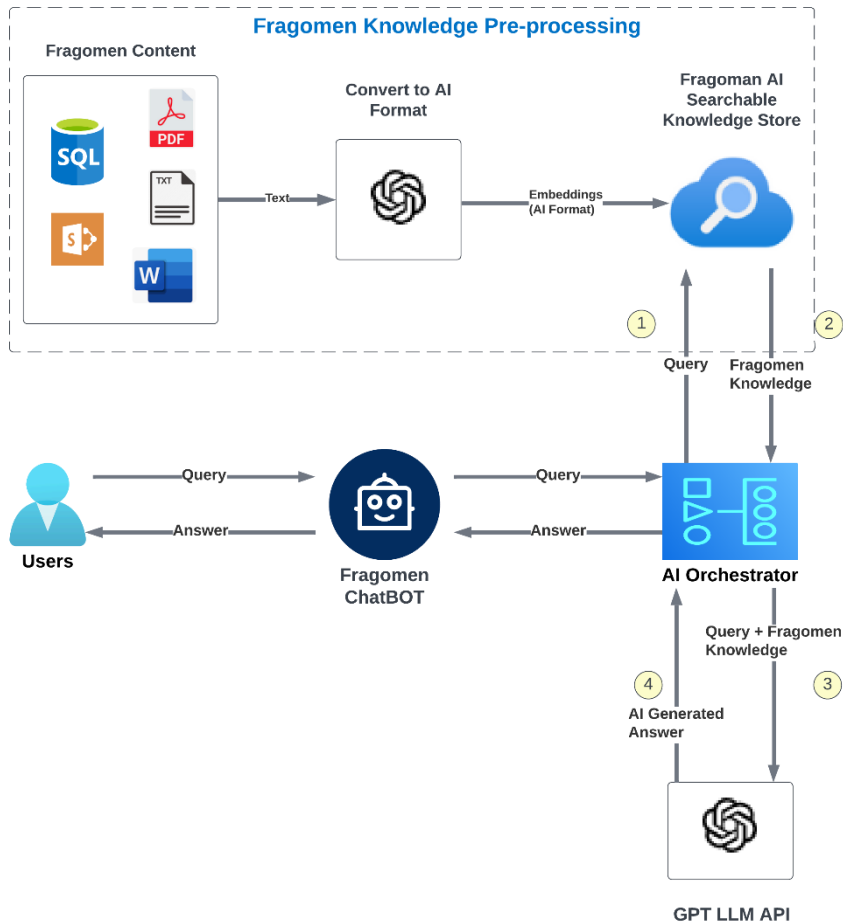 Fragomen Knowledge Pre-processing
Fragomen Content
Convert to AI
Format
Fragoman AI
Searchable
Knowledge Store
SQL
PDF
TXT
S
W
Text
Embeddings
(AI Format)
1
2
Query
Fragomen
Knowledge
Query
Query
Answer
Answer
Users
Fragomen
ChatBOT
AI Orchestrator
Query + Fragomen
Knowledge
4
3
AI Generated
Answer
GPT LLM API